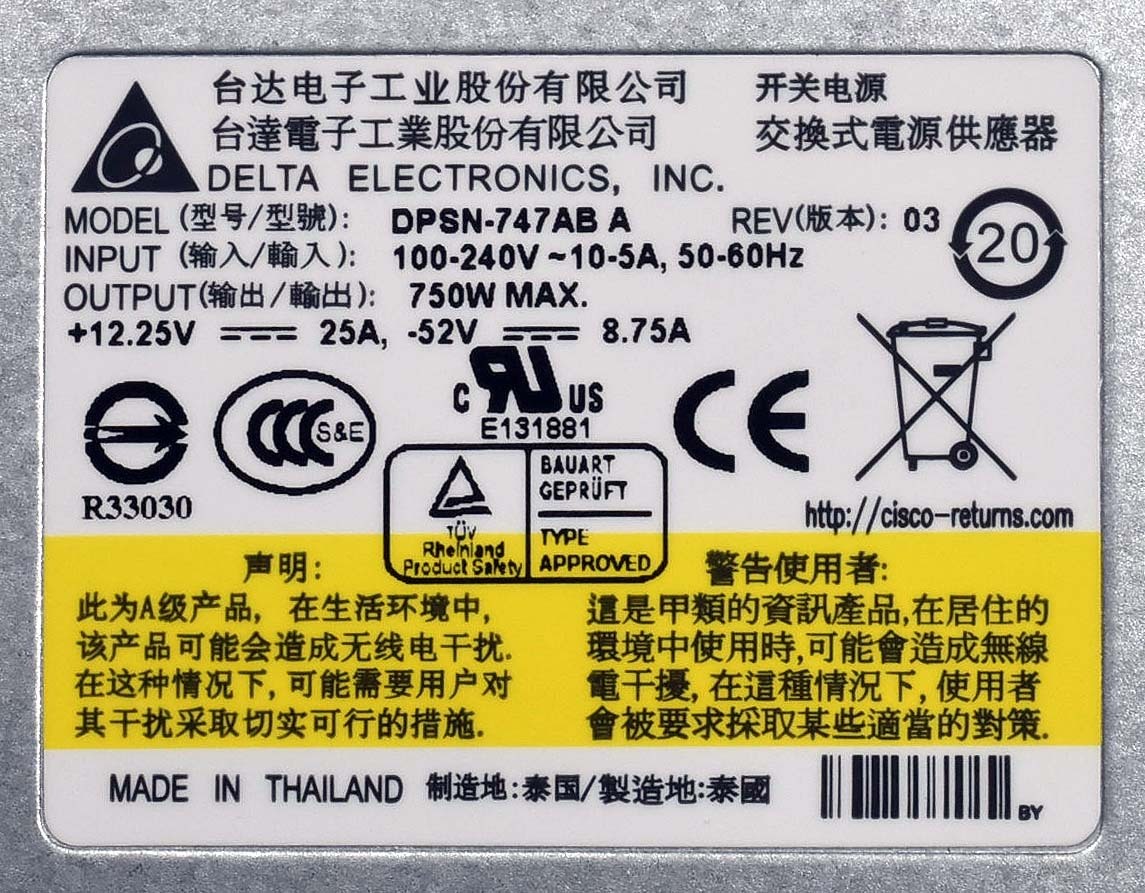 台达电子工业股份有限公司 开关电源
台達電子工業股份有限公司 交換式電源供應器
DELTA ELECTRONICS, INC.
MODEL (型号/型號): DPSN-747AB A REV(版本): 03
20
INPUT (输入/輸入): 100-240V ~10-5A, 50-60Hz
OUTPUT(输出/輸出): 750W MAX.
+12.25V ⎓ 25A, -52V ⎓ 8.75A
R33030
CCC S&E
C RU US
E131881
CE
TÜV
Rheinland
Product Safety
BAUART
GEPRÜFT
TYPE
APPROVED
http://cisco-returns.com
声明:
此为A级产品, 在生活环境中,
该产品可能会造成无线电干扰.
在这种情况下, 可能需要用户对
其干扰采取切实可行的措施.
警告使用者:
這是甲類的資訊產品,在居住的
環境中使用時,可能會造成無線
電干擾, 在這種情況下, 使用者
會被要求採取某些適當的對策.
MADE IN THAILAND 制造地:泰国/製造地:泰國
BY